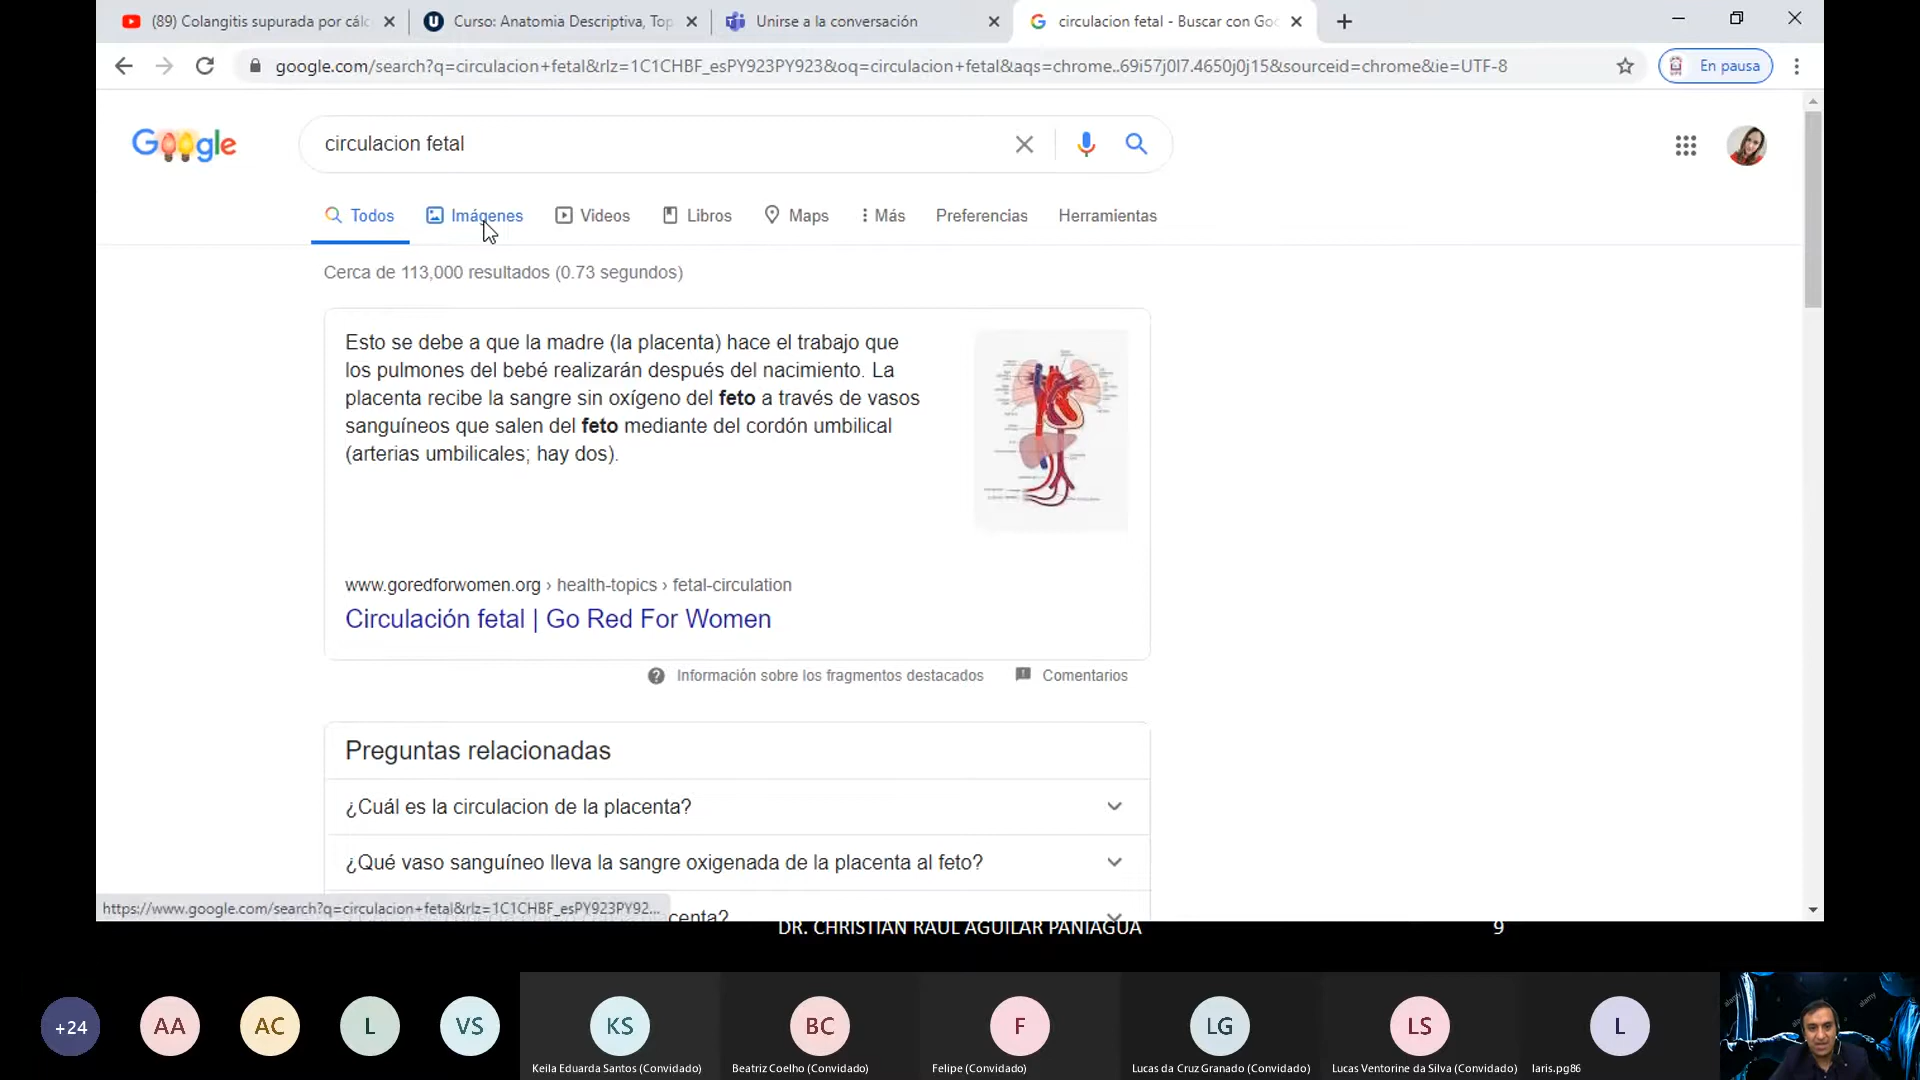 (89) Colangitis supurada por cálc
Curso: Anatomia Descriptiva, Top
Unirse a la conversación
circulacion fetal - Buscar con Goo
google.com/search?q=circulacion+fetal&rlz=1C1CHBF_esPY923PY923&oq=circulacion+fetal&aqs=chrome..69i57j0l7.4650j0j15&sourceid=chrome&ie=UTF-8
En pausa
Google
circulacion fetal
Todos Imágenes Videos Libros Maps Más Preferencias Herramientas
Cerca de 113,000 resultados (0.73 segundos)
Esto se debe a que la madre (la placenta) hace el trabajo que
los pulmones del bebé realizarán después del nacimiento. La
placenta recibe la sangre sin oxígeno del feto a través de vasos
sanguíneos que salen del feto mediante del cordón umbilical
(arterias umbilicales; hay dos).
www.goredforwomen.org › health-topics › fetal-circulation
Circulación fetal | Go Red For Women
Información sobre los fragmentos destacados Comentarios
Preguntas relacionadas
¿Cuál es la circulacion de la placenta?
¿Qué vaso sanguíneo lleva la sangre oxigenada de la placenta al feto?
https://www.google.com/search?q=circulacion+fetal&rlz=1C1CHBF_esPY923PY92...
DR. CHRISTIAN RAUL AGUILAR PANIAGUA 9
+24 AA AC L VS KS BC F LG LS L
Keila Eduarda Santos (Convidado) Beatriz Coelho (Convidado) Felipe (Convidado) Lucas da Cruz Granado (Convidado) Lucas Ventorine da Silva (Convidado) laris.pg86
alamy
alamy